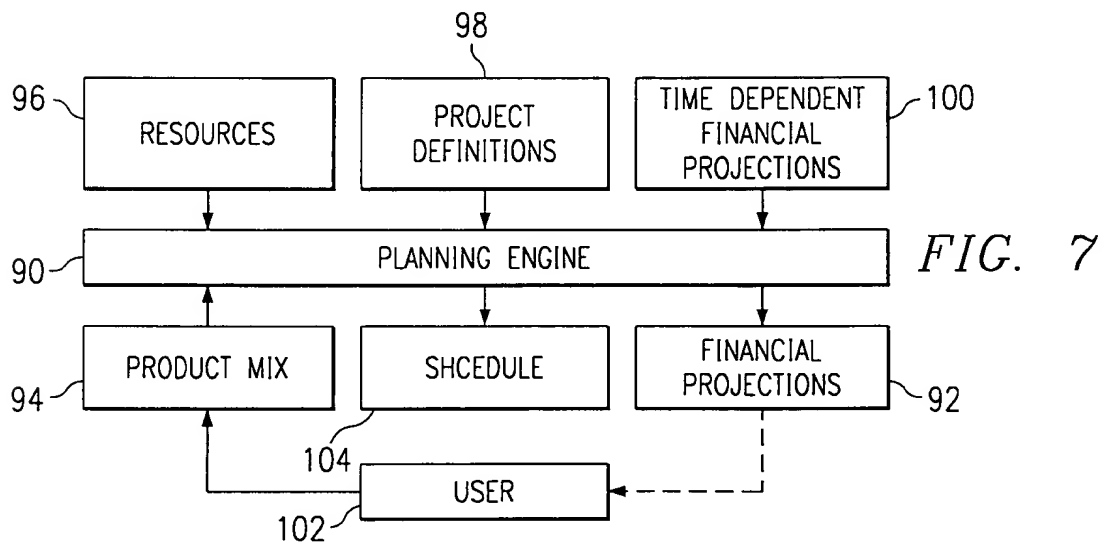 98
96
RESOURCES
PROJECT
DEFINITIONS
TIME DEPENDENT
FINANCIAL
PROJECTIONS
100
90
PLANNING ENGINE
FIG. 7
94
PRODUCT MIX
SHCEDULE
FINANCIAL
PROJECTIONS
92
104
USER
102